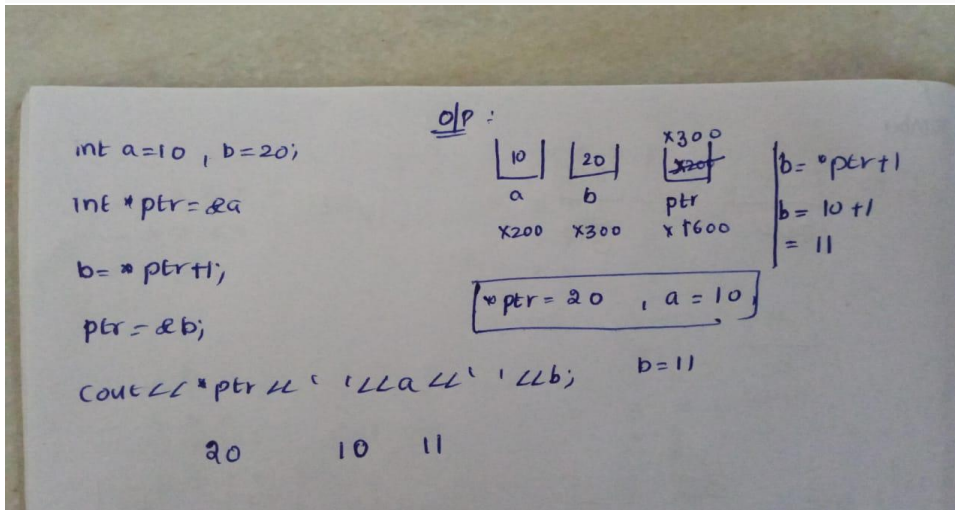 O/P :
int a=10 , b=20;
int *ptr=&a
b= *ptr+1;
ptr=&b;
cout<<*ptr<<' '<<a<<' '<<b;
20 10 11
x300
10 20 x200
a b ptr
x200 x300 x1600
*ptr=20 , a=10
b=11
b= *ptr+1
b= 10+1
= 11